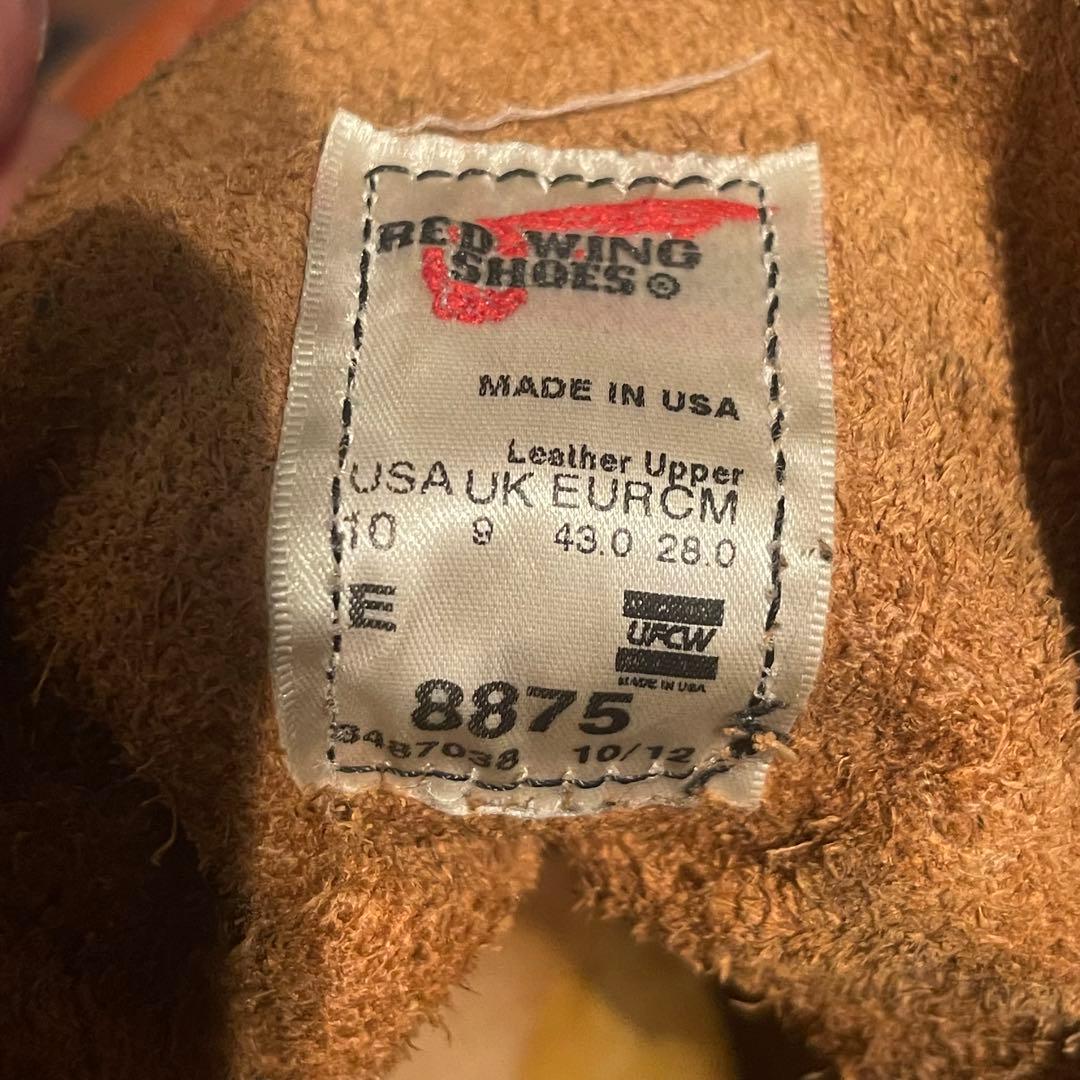 RED WING
SHOES ®
MADE IN USA
Leather Upper
USA UK EUR CM
10 9 43.0 28.0
E
UFCW
MADE IN USA
8875
8487038 10/12